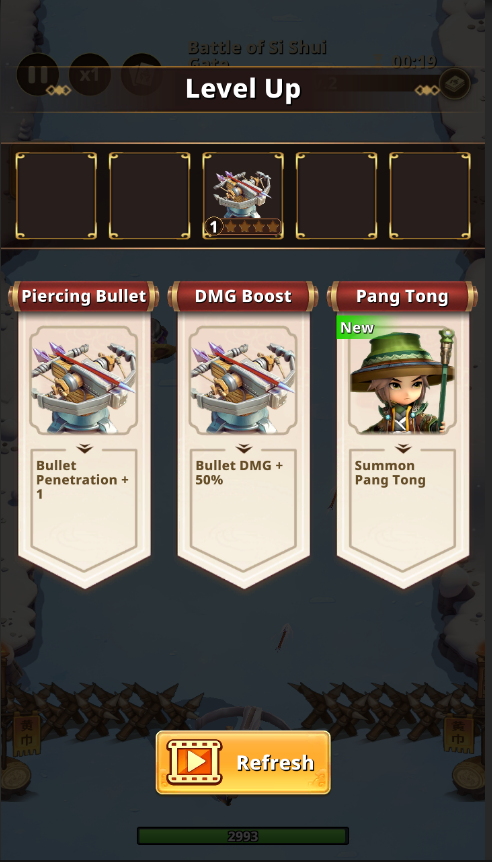 Battle of Si Shui
Gate
00:19
x1
Level Up
1
Piercing Bullet
DMG Boost
Pang Tong
New
Bullet
Penetration +
1
Bullet DMG +
50%
Summon
Pang Tong
黄
巾
黄
巾
Refresh
2993